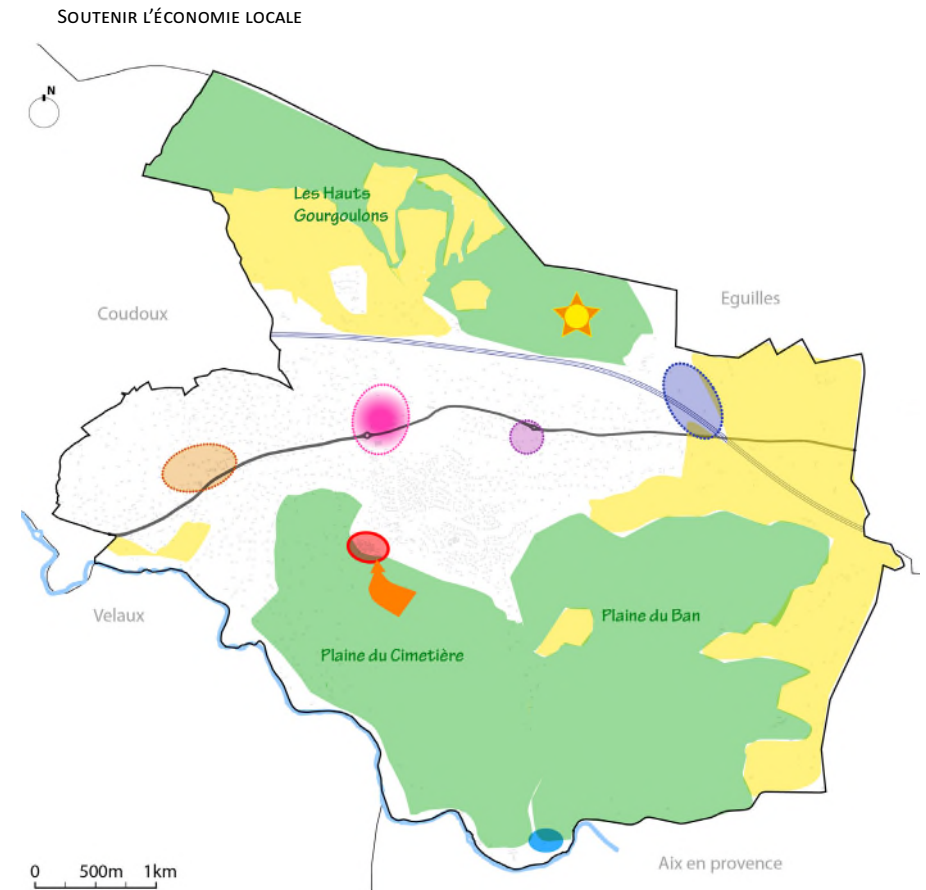 SOUTENIR L'ÉCONOMIE LOCALE
N
Les Hauts
Gourgoulons
Coudoux
Eguilles
Velaux
Plaine du Ban
Plaine du Cimetière
Aix en provence
0 500m 1km